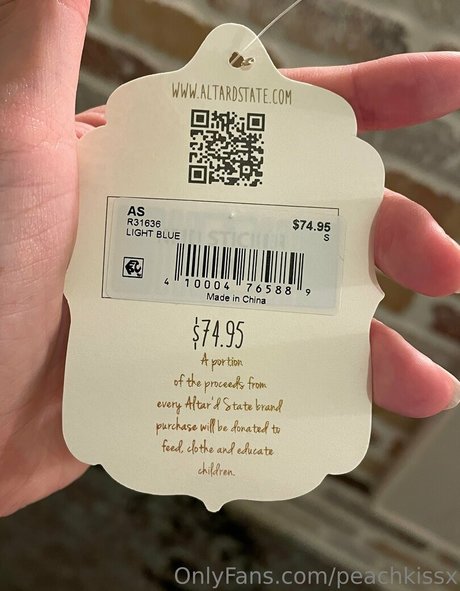 WWW.ALTARDSTATE.COM
AS
R31636
$74.95
LIGHT BLUE
S
4 10004 76588 9
Made in China
$74.95
A portion
of the proceeds from
every Altar'd State brand
purchase will be donated to
feed, clothe and educate
children.
OnlyFans.com/peachkissx